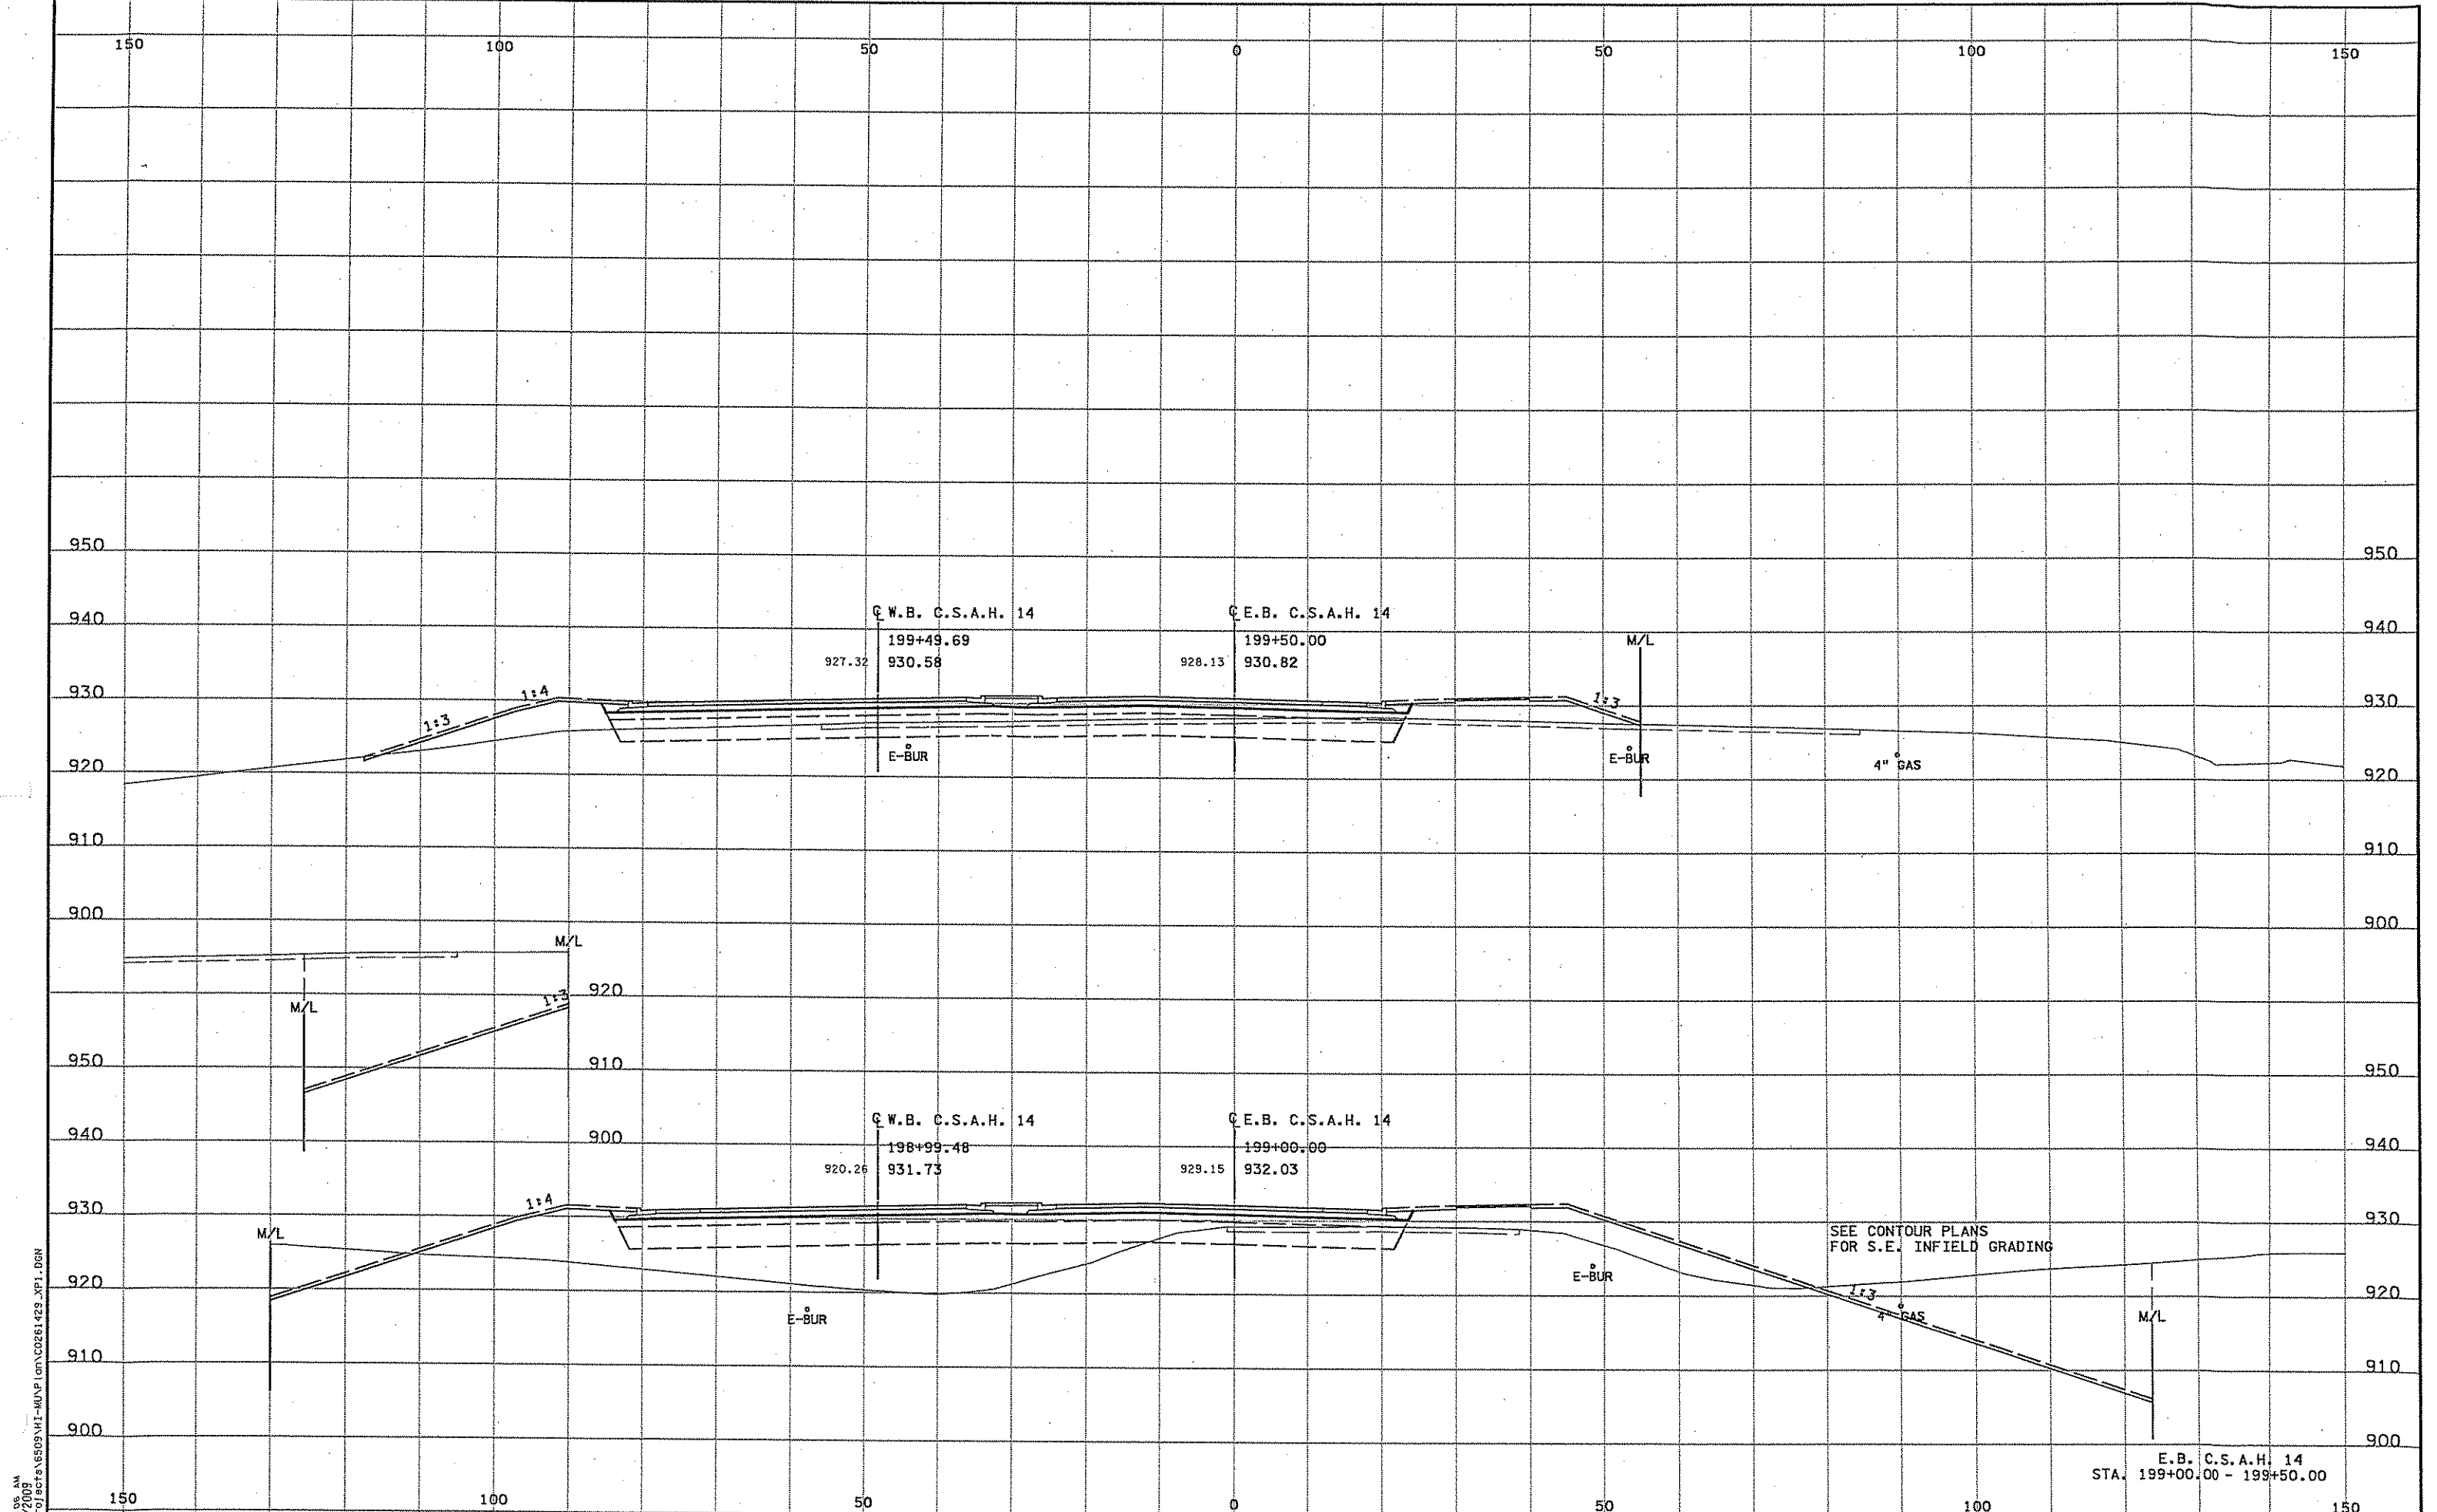 150 100 50 0 50 100 150
950 950
℄ W.B. C.S.A.H. 14 ℄ E.B. C.S.A.H. 14
940 940
199+49.69 199+50.00 M/L
927.32 930.58 928.13 930.82
930 1:4 1:3 930
1:3
E-BUR E-BUR 4" GAS
920 920
910 910
900 900
M/L
1:3 920
M/L
950 910 950
℄ W.B. C.S.A.H. 14 ℄ E.B. C.S.A.H. 14
940 900 940
198+99.48 199+00.00
920.26 931.73 929.15 932.03
1:4
930 930
M/L SEE CONTOUR PLANS
FOR S.E. INFIELD GRADING
E-BUR
920 1:3 920
E-BUR 4" GAS M/L
910 910
900 900
E.B. C.S.A.H. 14
STA. 199+00.00 - 199+50.00
150 100 50 0 50 100 150